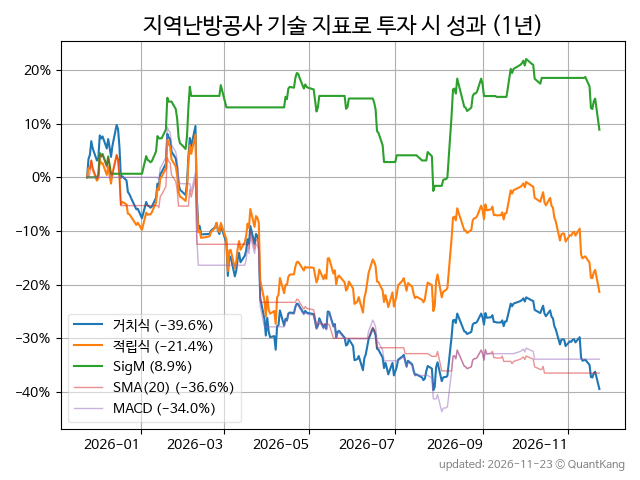 지역난방공사 기술 지표로 투자 시 성과 (1년)
20%
10%
0%
−10%
−20%
−30%
−40%
거치식 (−39.6%)
적립식 (−21.4%)
SigM (8.9%)
SMA(20) (−36.6%)
MACD (−34.0%)
2026-01
2026-03
2026-05
2026-07
2026-09
2026-11
updated: 2026-11-23 © QuantKang